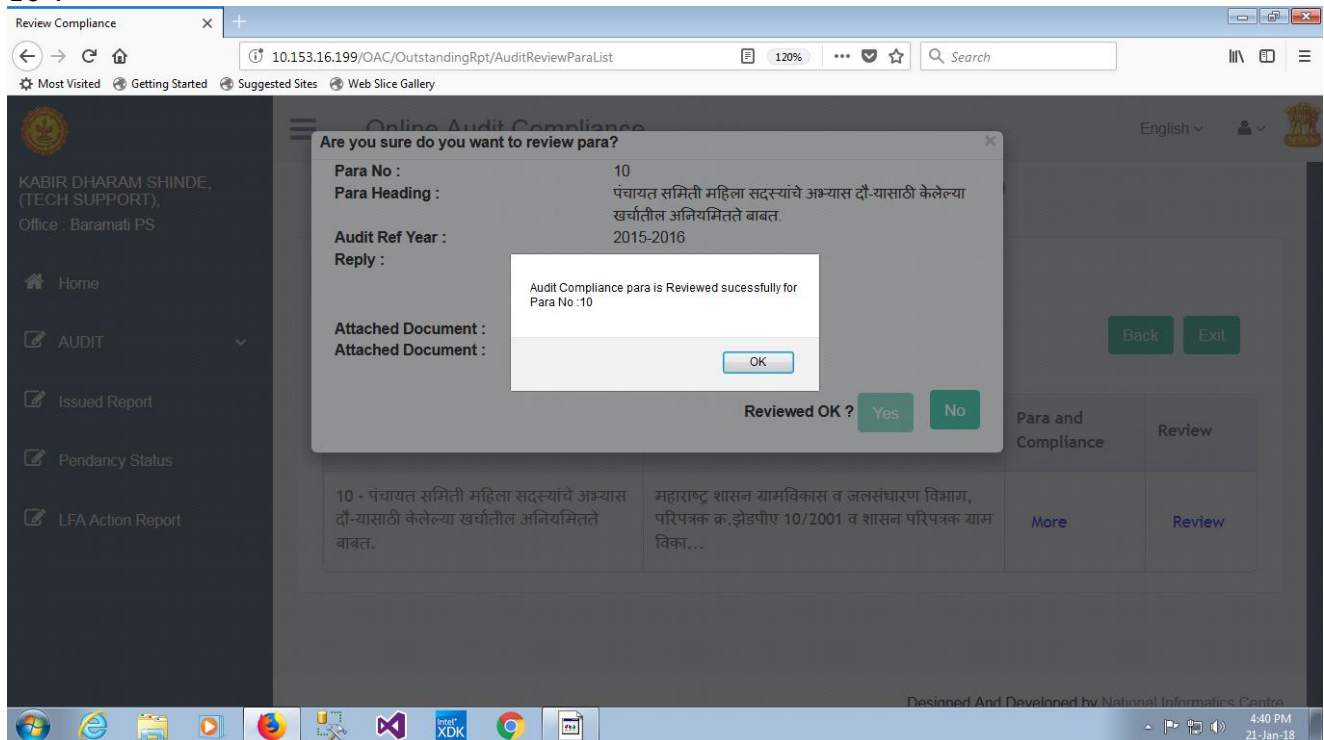 Review Compliance
10.153.16.199/OAC/OutstandingRpt/AuditReviewParaList
120%
Search
Most Visited Getting Started Suggested Sites Web Slice Gallery
Online Audit Compliance
English
KABIR DHARAM SHINDE,
(TECH SUPPORT),
Office : Baramati PS
Home
AUDIT
Issued Report
Pendancy Status
LFA Action Report
Are you sure do you want to review para?
Para No : 10
Para Heading : पंचायत समिती महिला सदस्यांचे अभ्यास दौ-यासाठी केलेल्या
खर्चातील अनियमितते बाबत.
Audit Ref Year : 2015-2016
Reply :
Attached Document :
Attached Document :
Audit Compliance para is Reviewed sucessfully for
Para No :10
OK
Reviewed OK ? Yes No
Back Exit
Para and
Compliance
Review
10 - पंचायत समिती महिला सदस्यांचे अभ्यास
दौ-यासाठी केलेल्या खर्चातील अनियमितते
बाबत.
महाराष्ट्र शासन ग्रामविकास व जलसंधारण विभाग,
परिपत्रक क्र.झेडपीए 10/2001 व शासन परिपत्रक ग्राम
विका...
More
Review
Designed And Developed by National Informatics Centre
intel
XDK
4:40 PM
21-Jan-18